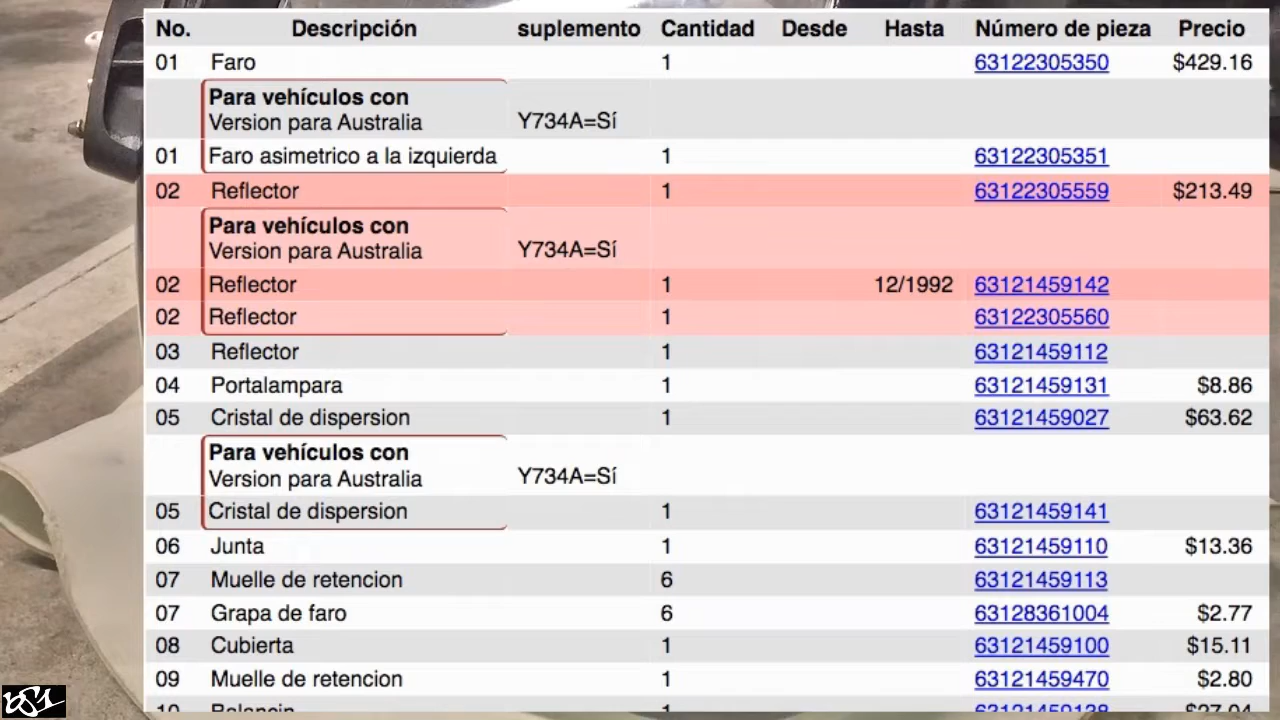 No. Descripción suplemento Cantidad Desde Hasta Número de pieza Precio
01 Faro 1 63122305350 $429.16
Para vehículos con
Version para Australia Y734A=Sí
01 Faro asimetrico a la izquierda 1 63122305351
02 Reflector 1 63122305559 $213.49
Para vehículos con
Version para Australia Y734A=Sí
02 Reflector 1 12/1992 63121459142
02 Reflector 1 63122305560
03 Reflector 1 63121459112
04 Portalampara 1 63121459131 $8.86
05 Cristal de dispersion 1 63121459027 $63.62
Para vehículos con
Version para Australia Y734A=Sí
05 Cristal de dispersion 1 63121459141
06 Junta 1 63121459110 $13.36
07 Muelle de retencion 6 63121459113
07 Grapa de faro 6 63128361004 $2.77
08 Cubierta 1 63121459100 $15.11
09 Muelle de retencion 1 63121459470 $2.80
10 Balancin 1